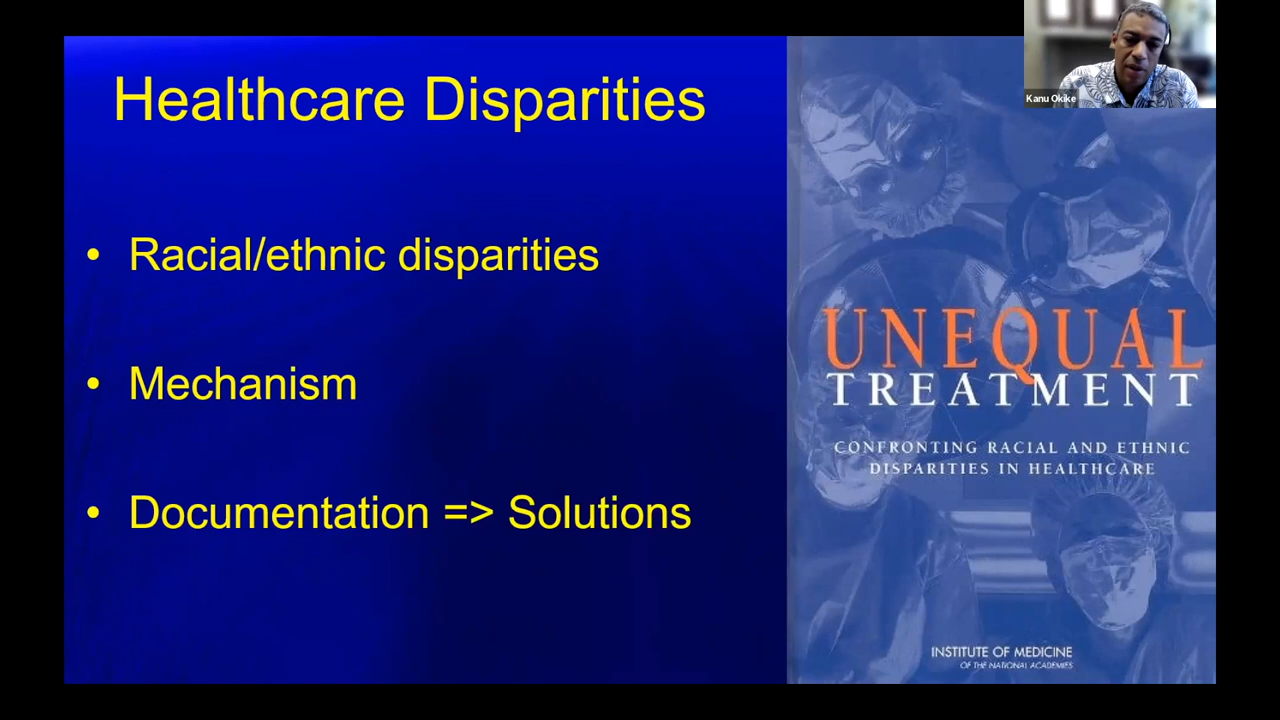 Healthcare Disparities
• Racial/ethnic disparities
• Mechanism
• Documentation => Solutions
Kanu Okike
UNEQUAL
TREATMENT
CONFRONTING RACIAL AND ETHNIC
DISPARITIES IN HEALTHCARE
INSTITUTE OF MEDICINE
OF THE NATIONAL ACADEMIES